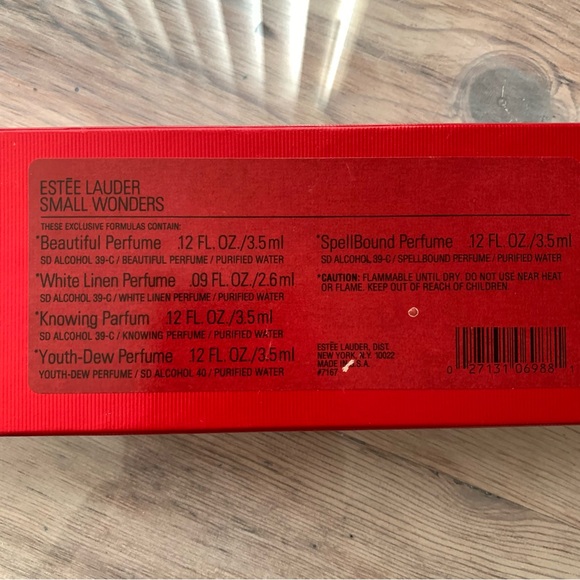 ESTĒE LAUDER
SMALL WONDERS
THESE EXCLUSIVE FORMULAS CONTAIN:
*Beautiful Perfume .12 FL. OZ./3.5ml
SD ALCOHOL 39-C / BEAUTIFUL PERFUME / PURIFIED WATER
*White Linen Perfume .09 FL.OZ./2.6ml
SD ALCOHOL 39-C / WHITE LINEN PERFUME / PURIFIED WATER
*Knowing Parfum .12 FL. OZ./3.5ml
SD ALCOHOL 39-C / KNOWING PERFUME / PURIFIED WATER
*Youth-Dew Perfume .12 FL. OZ./3.5ml
YOUTH-DEW PERFUME / SD ALCOHOL 40 / PURIFIED WATER
*SpellBound Perfume .12 FL. OZ./3.5ml
SD ALCOHOL 39-C / SPELLBOUND PERFUME / PURIFIED WATER
*CAUTION: FLAMMABLE UNTIL DRY. DO NOT USE NEAR HEAT
OR FLAME. KEEP OUT OF REACH OF CHILDREN.
ESTĒE LAUDER, DIST.
NEW YORK, N.Y. 10022
MADE IN U.S.A.
#7167
0 27131 06988